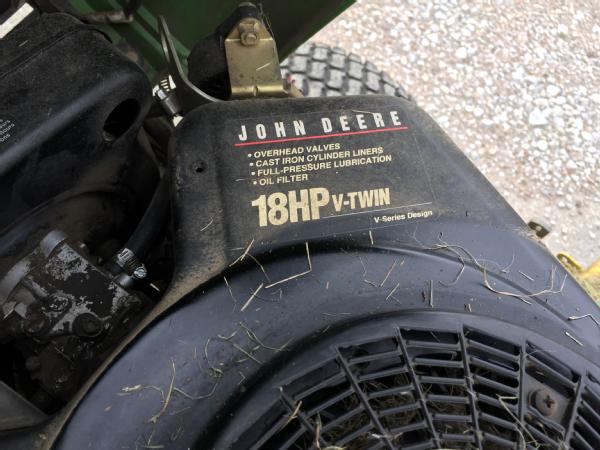 JOHN DEERE
• OVERHEAD VALVES
• CAST IRON CYLINDER LINERS
• FULL-PRESSURE LUBRICATION
• OIL FILTER
18HP V-TWIN
V-Series Design